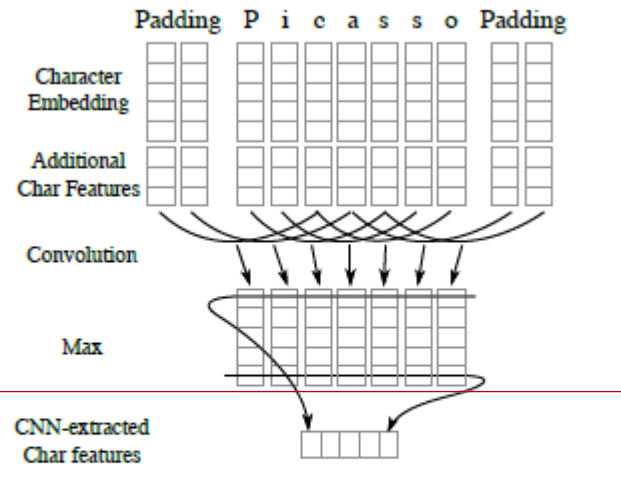 Padding P i c a s s o Padding
Character
Embedding
Additional
Char Features
Convolution
Max
CNN-extracted
Char features